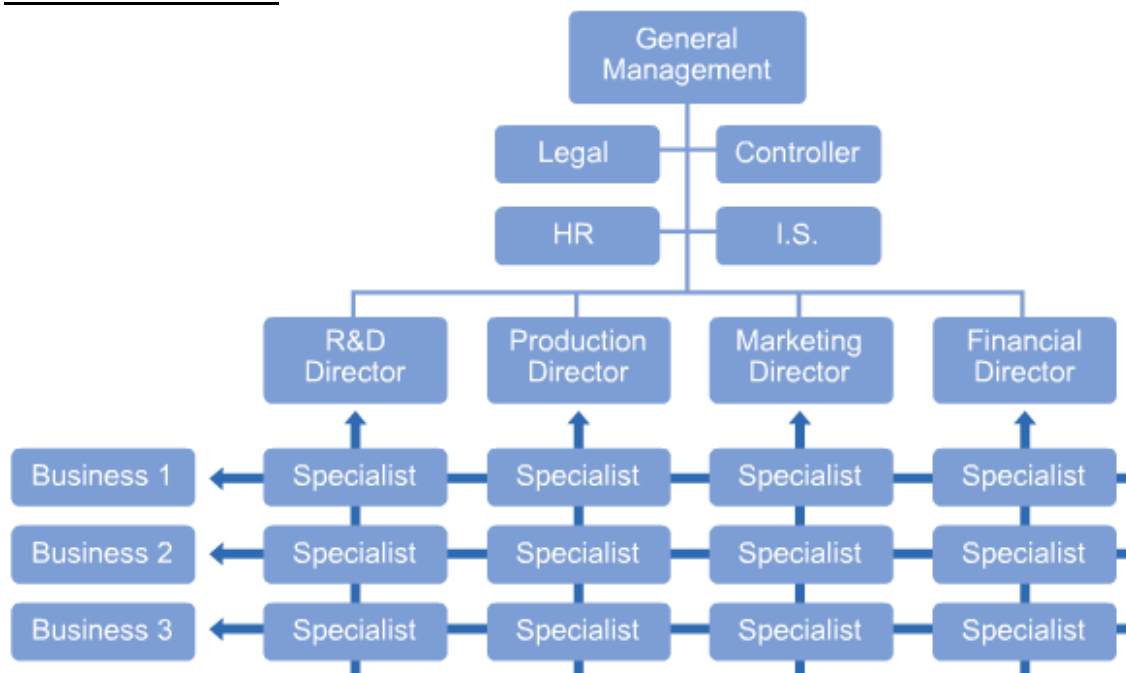 General
Management
Legal
Controller
HR
I.S.
R&D
Director
Production
Director
Marketing
Director
Financial
Director
Business 1
Specialist
Specialist
Specialist
Specialist
Business 2
Specialist
Specialist
Specialist
Specialist
Business 3
Specialist
Specialist
Specialist
Specialist